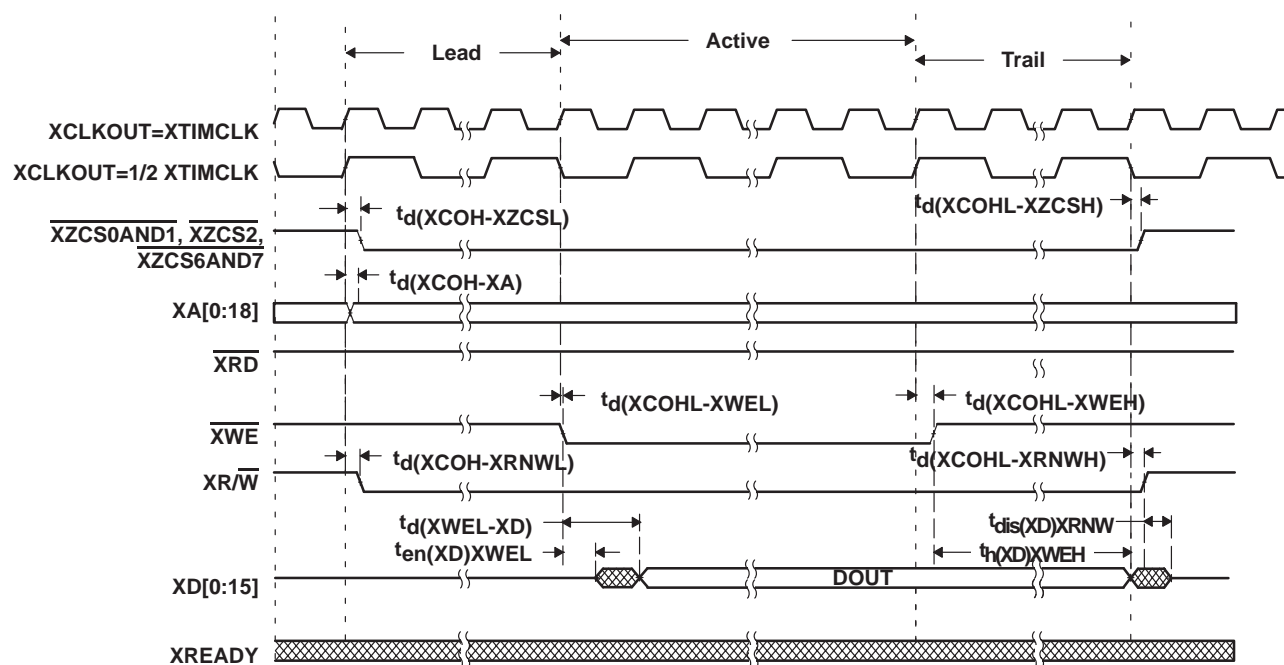 Lead
Active
Trail
XCLKOUT=XTIMCLK
XCLKOUT=1/2 XTIMCLK
td(XCOH-XZCSL)
td(XCOHL-XZCSH)
XZCS0AND1, XZCS2,
XZCS6AND7
td(XCOH-XA)
XA[0:18]
XRD
td(XCOHL-XWEL)
td(XCOHL-XWEH)
XWE
td(XCOH-XRNWL)
td(XCOHL-XRNWH)
XR/W
td(XWEL-XD)
tdis(XD)XRNW
ten(XD)XWEL
th(XD)XWEH
XD[0:15]
DOUT
XREADY